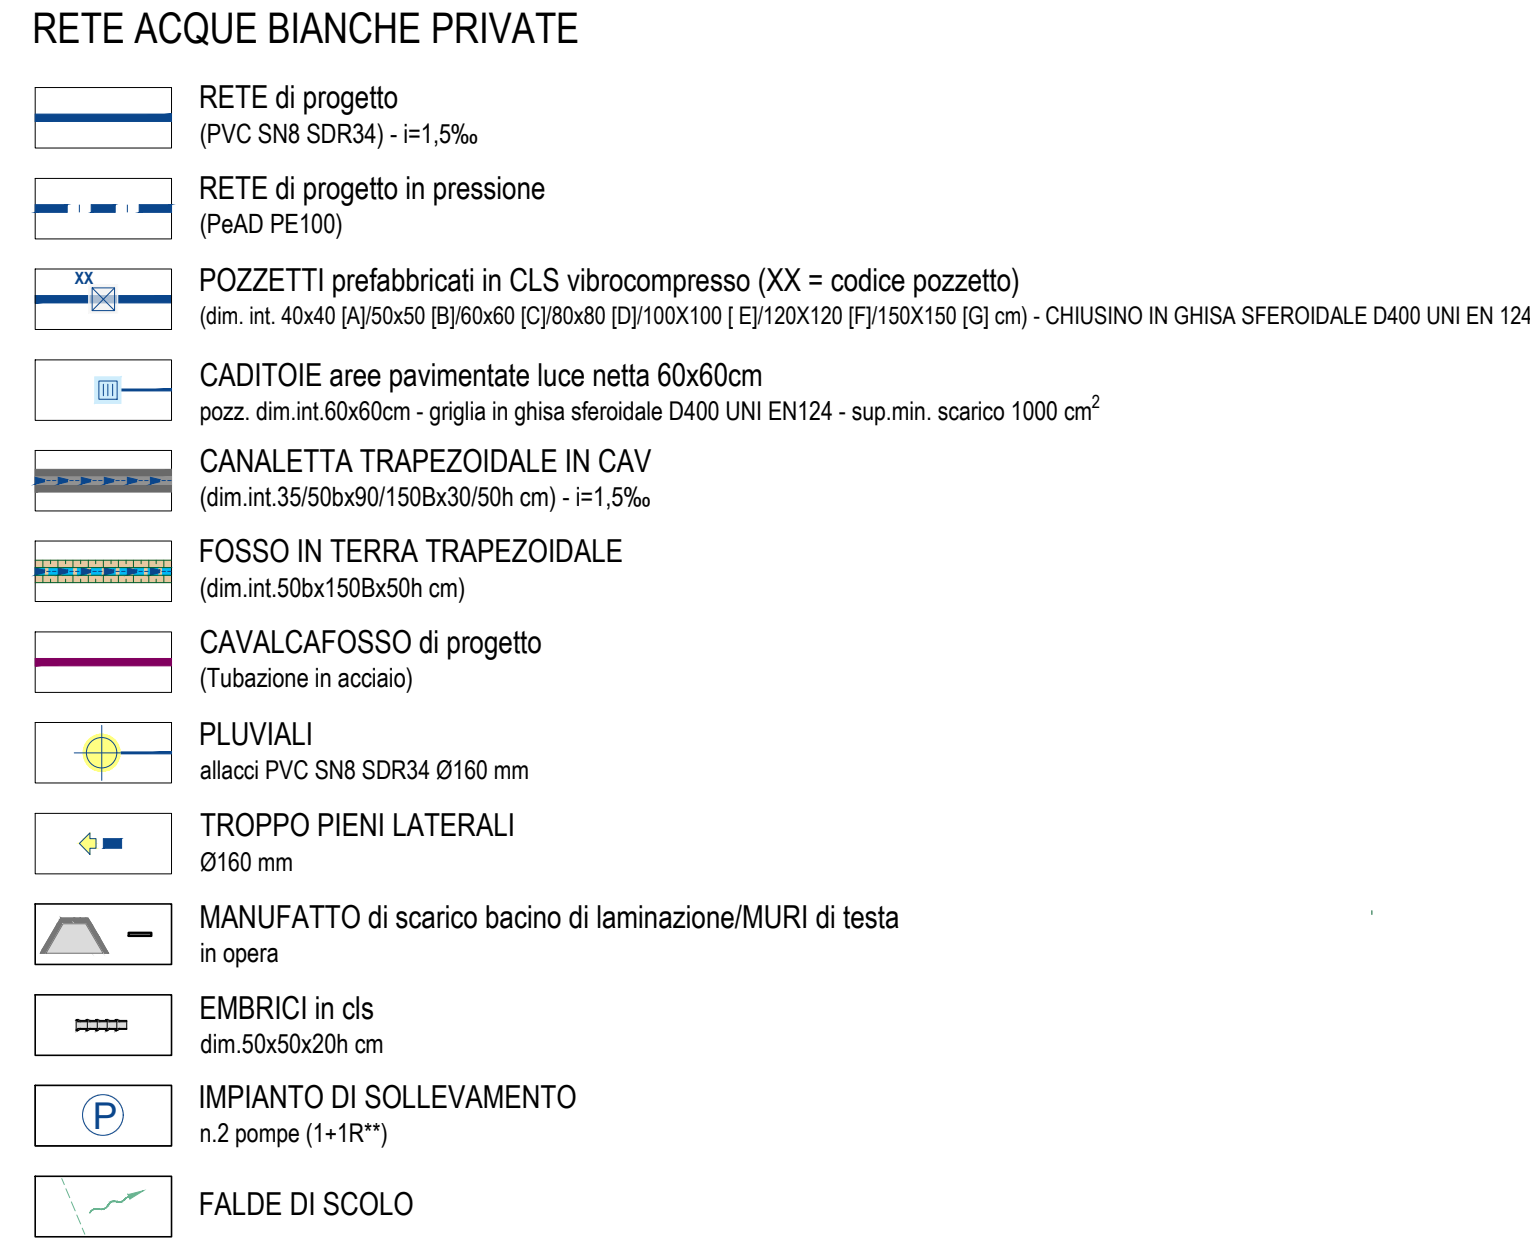 RETE ACQUE BIANCHE PRIVATE
RETE di progetto
(PVC SN8 SDR34) - i=1,5‰
RETE di progetto in pressione
(PeAD PE100)
XX
POZZETTI prefabbricati in CLS vibrocompresso (XX = codice pozzetto)
(dim. int. 40x40 [A]/50x50 [B]/60x60 [C]/80x80 [D]/100X100 [ E]/120X120 [F]/150X150 [G] cm) - CHIUSINO IN GHISA SFEROIDALE D400 UNI EN 124
CADITOIE aree pavimentate luce netta 60x60cm
pozz. dim.int.60x60cm - griglia in ghisa sferoidale D400 UNI EN124 - sup.min. scarico 1000 cm²
CANALETTA TRAPEZOIDALE IN CAV
(dim.int.35/50bx90/150Bx30/50h cm) - i=1,5‰
FOSSO IN TERRA TRAPEZOIDALE
(dim.int.50bx150Bx50h cm)
CAVALCAFOSSO di progetto
(Tubazione in acciaio)
PLUVIALI
allacci PVC SN8 SDR34 Ø160 mm
TROPPO PIENI LATERALI
Ø160 mm
MANUFATTO di scarico bacino di laminazione/MURI di testa
in opera
EMBRICI in cls
dim.50x50x20h cm
P
IMPIANTO DI SOLLEVAMENTO
n.2 pompe (1+1R**)
FALDE DI SCOLO